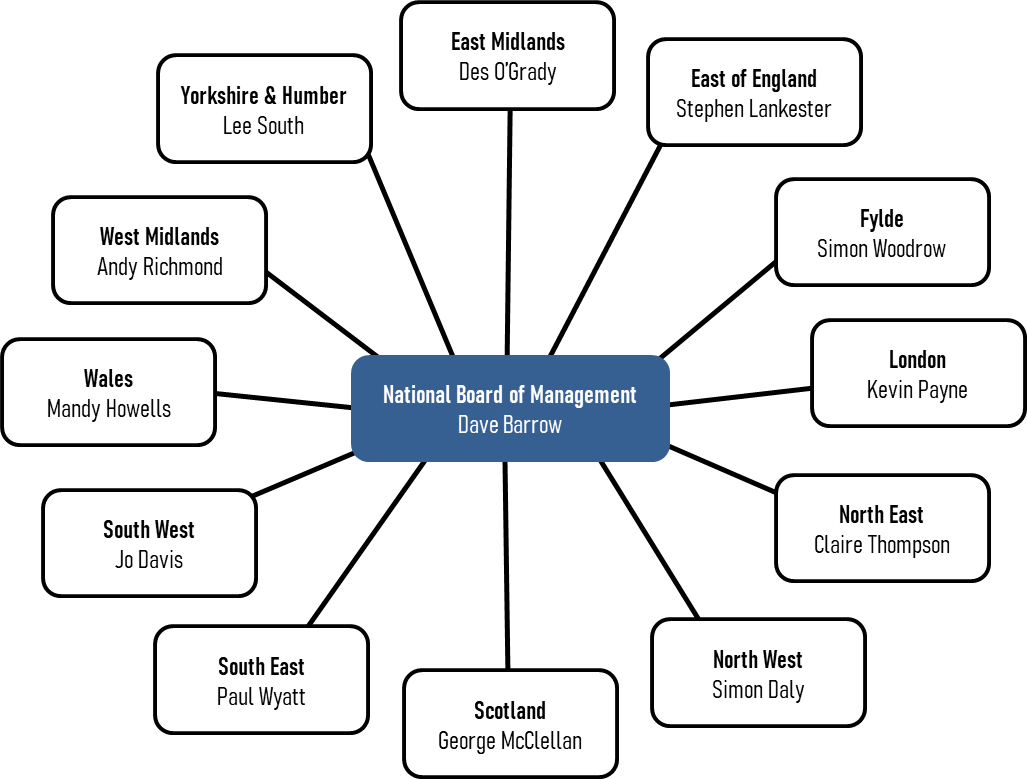 East Midlands
Des O'Grady
East of England
Stephen Lankester
Yorkshire & Humber
Lee South
Fylde
Simon Woodrow
West Midlands
Andy Richmond
London
Kevin Payne
Wales
Mandy Howells
National Board of Management
Dave Barrow
North East
Claire Thompson
South West
Jo Davis
North West
Simon Daly
South East
Paul Wyatt
Scotland
George McClellan